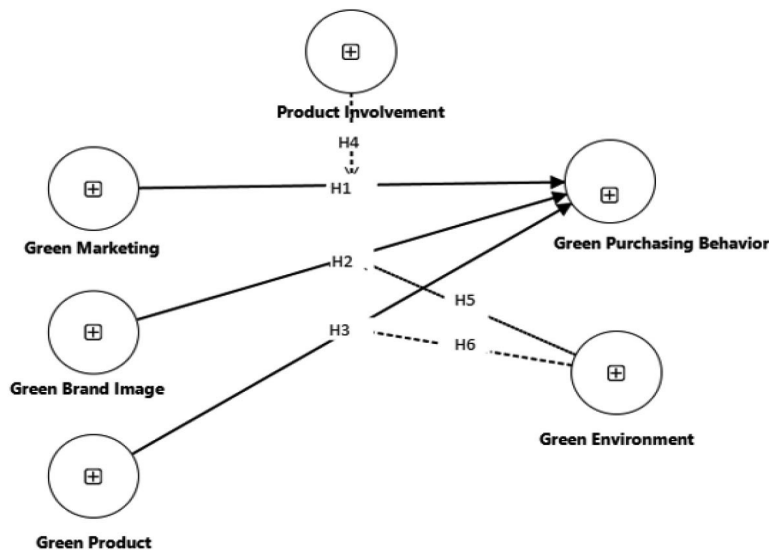 Product Involvement
H4
H1
Green Marketing
Green Purchasing Behavior
H2
H5
H3
H6
Green Brand Image
Green Environment
Green Product